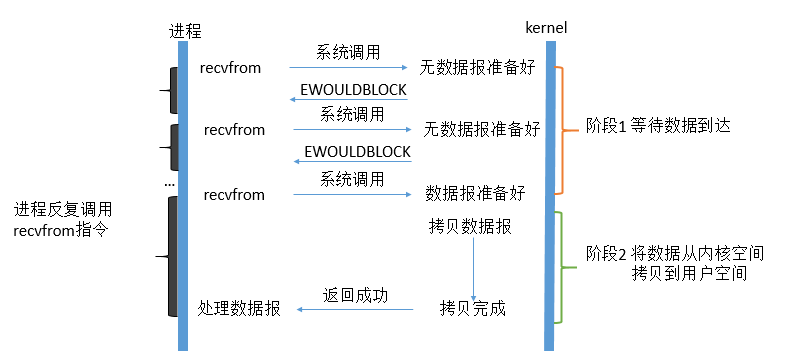 进程
kernel
系统调用
recvfrom
无数据报准备好
EWOULDBLOCK
系统调用
recvfrom
无数据报准备好
阶段1 等待数据到达
EWOULDBLOCK
系统调用
...
recvfrom
数据报准备好
进程反复调用
recvfrom指令
拷贝数据报
阶段2 将数据从内核空间
拷贝到用户空间
返回成功
处理数据报
拷贝完成